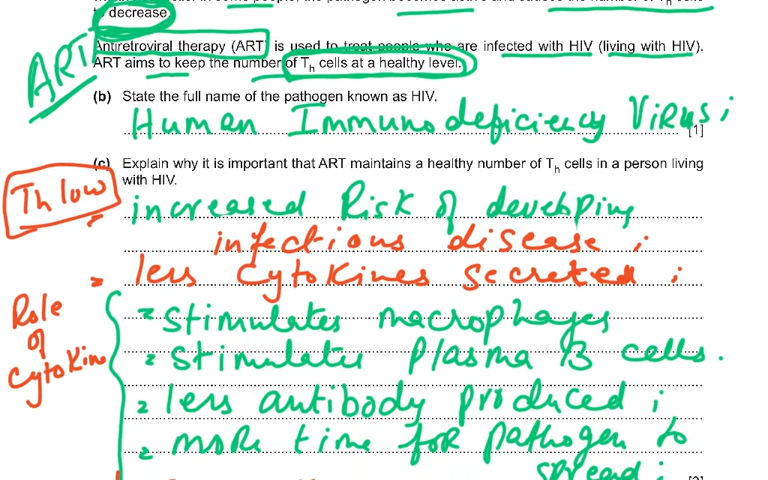 decrease
Antiretroviral therapy (ART) is used to treat people who are infected with HIV (living with HIV).
ART aims to keep the number of Th cells at a healthy level.
ART
(b) State the full name of the pathogen known as HIV.
Human Immunodeficiency Virus ;
[1]
(c) Explain why it is important that ART maintains a healthy number of Th cells in a person living
with HIV.
Th low
increased Risk of developing
infectious disease ;
less cytokines secreted ;
Role
of
cytokin
stimulates macrophages
stimulates plasma B cells.
less antibody produced ;
more time for pathogen to
spread ;